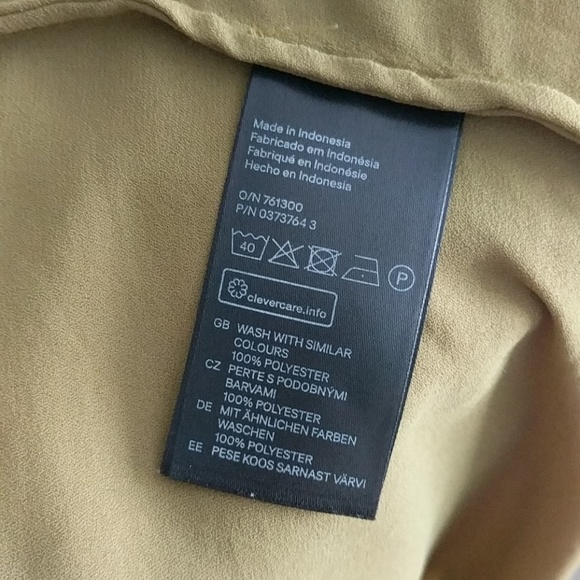 Made in Indonesia
Fabricado em Indonésia
Fabriqué en Indonésie
Hecho en Indonesia
O/N 761300
P/N 0373764 3
40 P
clevercare.info
GB WASH WITH SIMILAR
COLOURS
100% POLYESTER
CZ PERTE S PODOBNÝMI
BARVAMI
100% POLYESTER
DE MIT ÄHNLICHEN FARBEN
WASCHEN
100% POLYESTER
EE PESE KOOS SARNAST VÄRVI